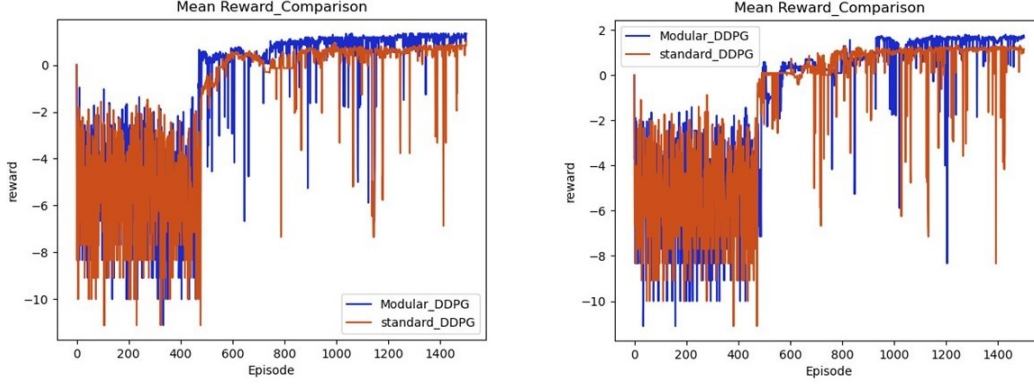 Mean Reward_Comparison
0
−2
−4
−6
−8
−10
reward
Modular_DDPG
standard_DDPG
0 200 400 600 800 1000 1200 1400
Episode
Mean Reward_Comparison
Modular_DDPG
standard_DDPG
2
0
−2
−4
−6
−8
−10
reward
0 200 400 600 800 1000 1200 1400
Episode